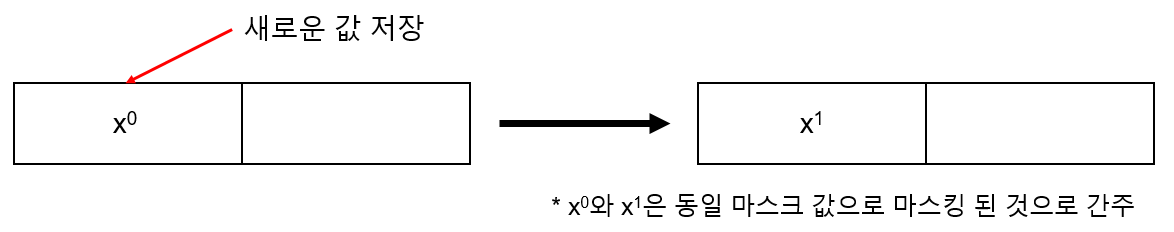 새로운 값 저장
x⁰
x¹
* x⁰와 x¹은 동일 마스크 값으로 마스킹 된 것으로 간주